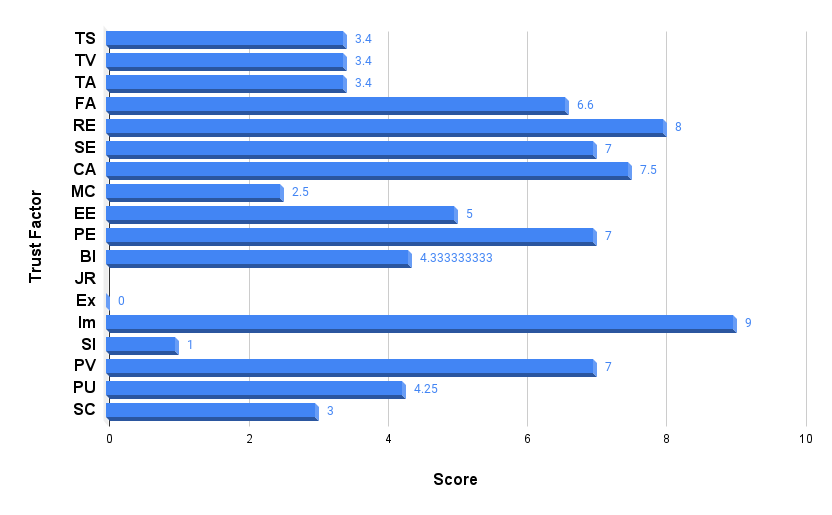 TS 3.4
TV 3.4
TA 3.4
FA 6.6
RE 8
SE 7
CA 7.5
MC 2.5
EE 5
PE 7
BI 4.333333333
JR
Ex 0
Im 9
SI 1
PV 7
PU 4.25
SC 3
Trust Factor
0 2 4 6 8 10
Score